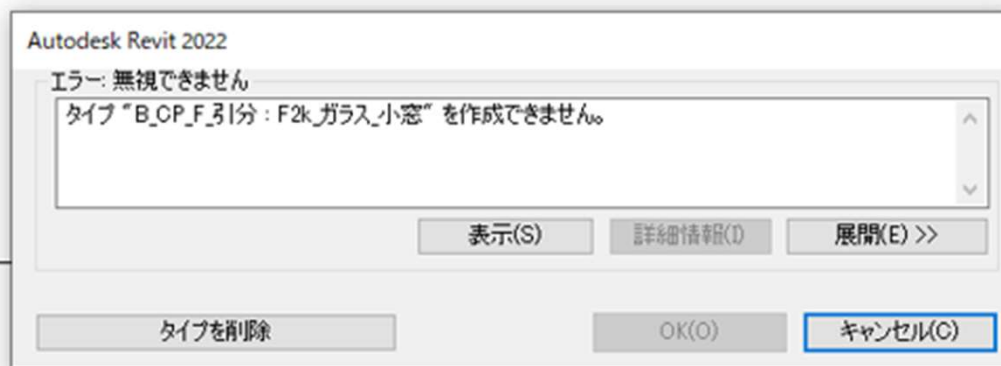 Autodesk Revit 2022
エラー: 無視できません
タイプ "B_CP_F_引分 : F2k_ガラス_小窓" を作成できません。
表示(S)
詳細情報(I)
展開(E) >>
タイプを削除
OK(O)
キャンセル(C)